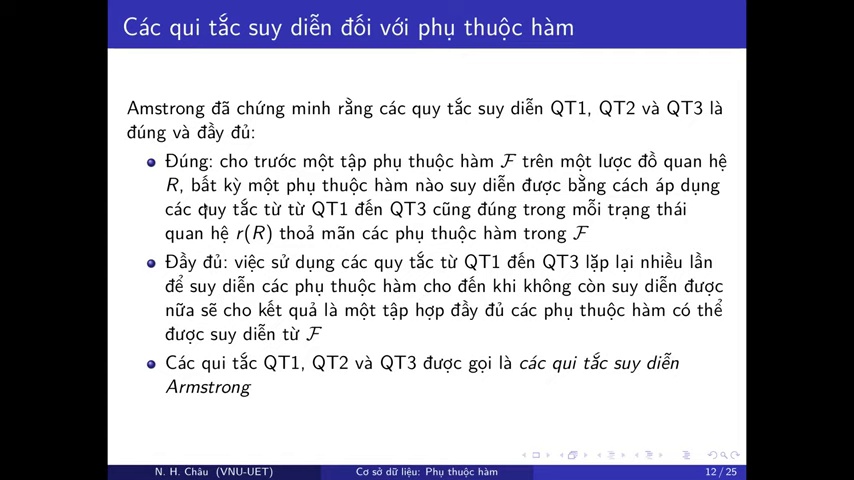 Các qui tắc suy diễn đối với phụ thuộc hàm
Amstrong đã chứng minh rằng các quy tắc suy diễn QT1, QT2 và QT3 là
đúng và đầy đủ:
Đúng: cho trước một tập phụ thuộc hàm ℱ trên một lược đồ quan hệ
R, bất kỳ một phụ thuộc hàm nào suy diễn được bằng cách áp dụng
các quy tắc từ từ QT1 đến QT3 cũng đúng trong mỗi trạng thái
quan hệ r(R) thoả mãn các phụ thuộc hàm trong ℱ
Đầy đủ: việc sử dụng các quy tắc từ QT1 đến QT3 lặp lại nhiều lần
để suy diễn các phụ thuộc hàm cho đến khi không còn suy diễn được
nữa sẽ cho kết quả là một tập hợp đầy đủ các phụ thuộc hàm có thể
được suy diễn từ ℱ
Các qui tắc QT1, QT2 và QT3 được gọi là các qui tắc suy diễn
Armstrong
N. H. Châu (VNU-UET) Cơ sở dữ liệu: Phụ thuộc hàm 12 / 25